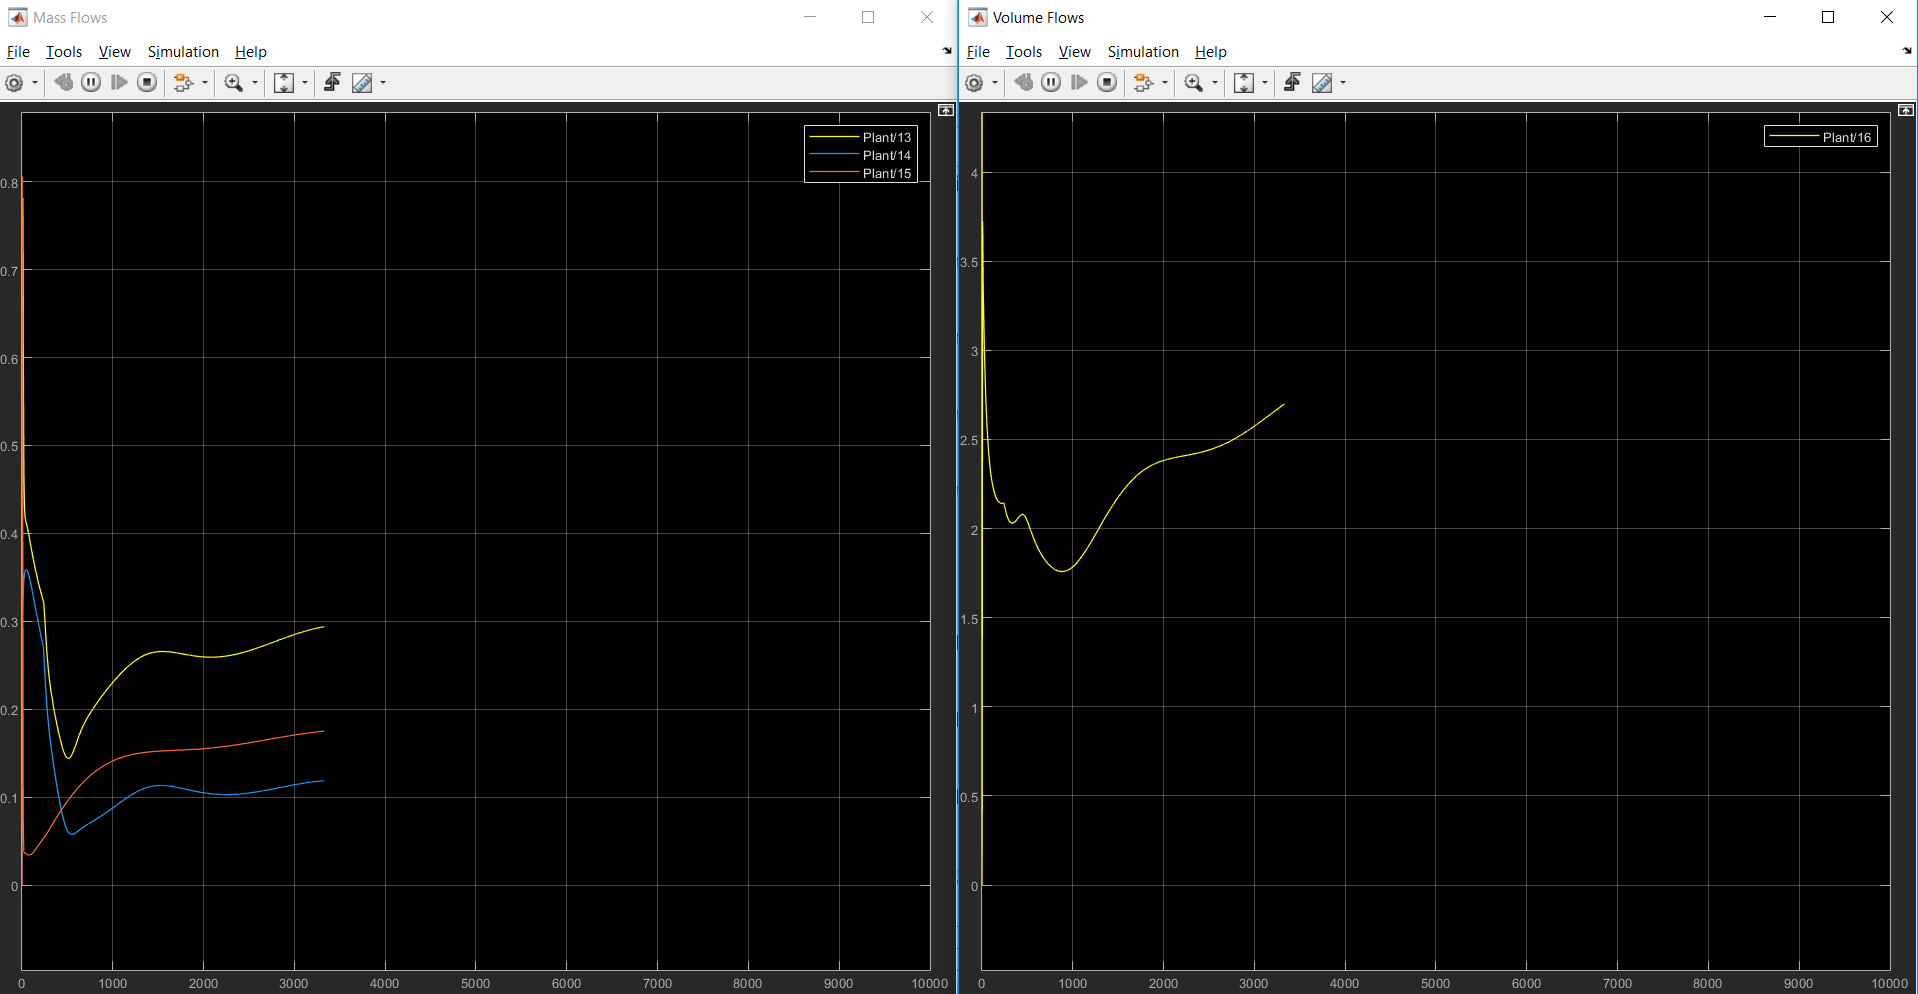 Mass Flows
File Tools View Simulation Help
Plant/13
Plant/14
Plant/15
0.8
0.7
0.6
0.5
0.4
0.3
0.2
0.1
0
0 1000 2000 3000 4000 5000 6000 7000 8000 9000 10000
Volume Flows
File Tools View Simulation Help
Plant/16
4
3.5
3
2.5
2
1.5
1
0.5
0
0 1000 2000 3000 4000 5000 6000 7000 8000 9000 10000